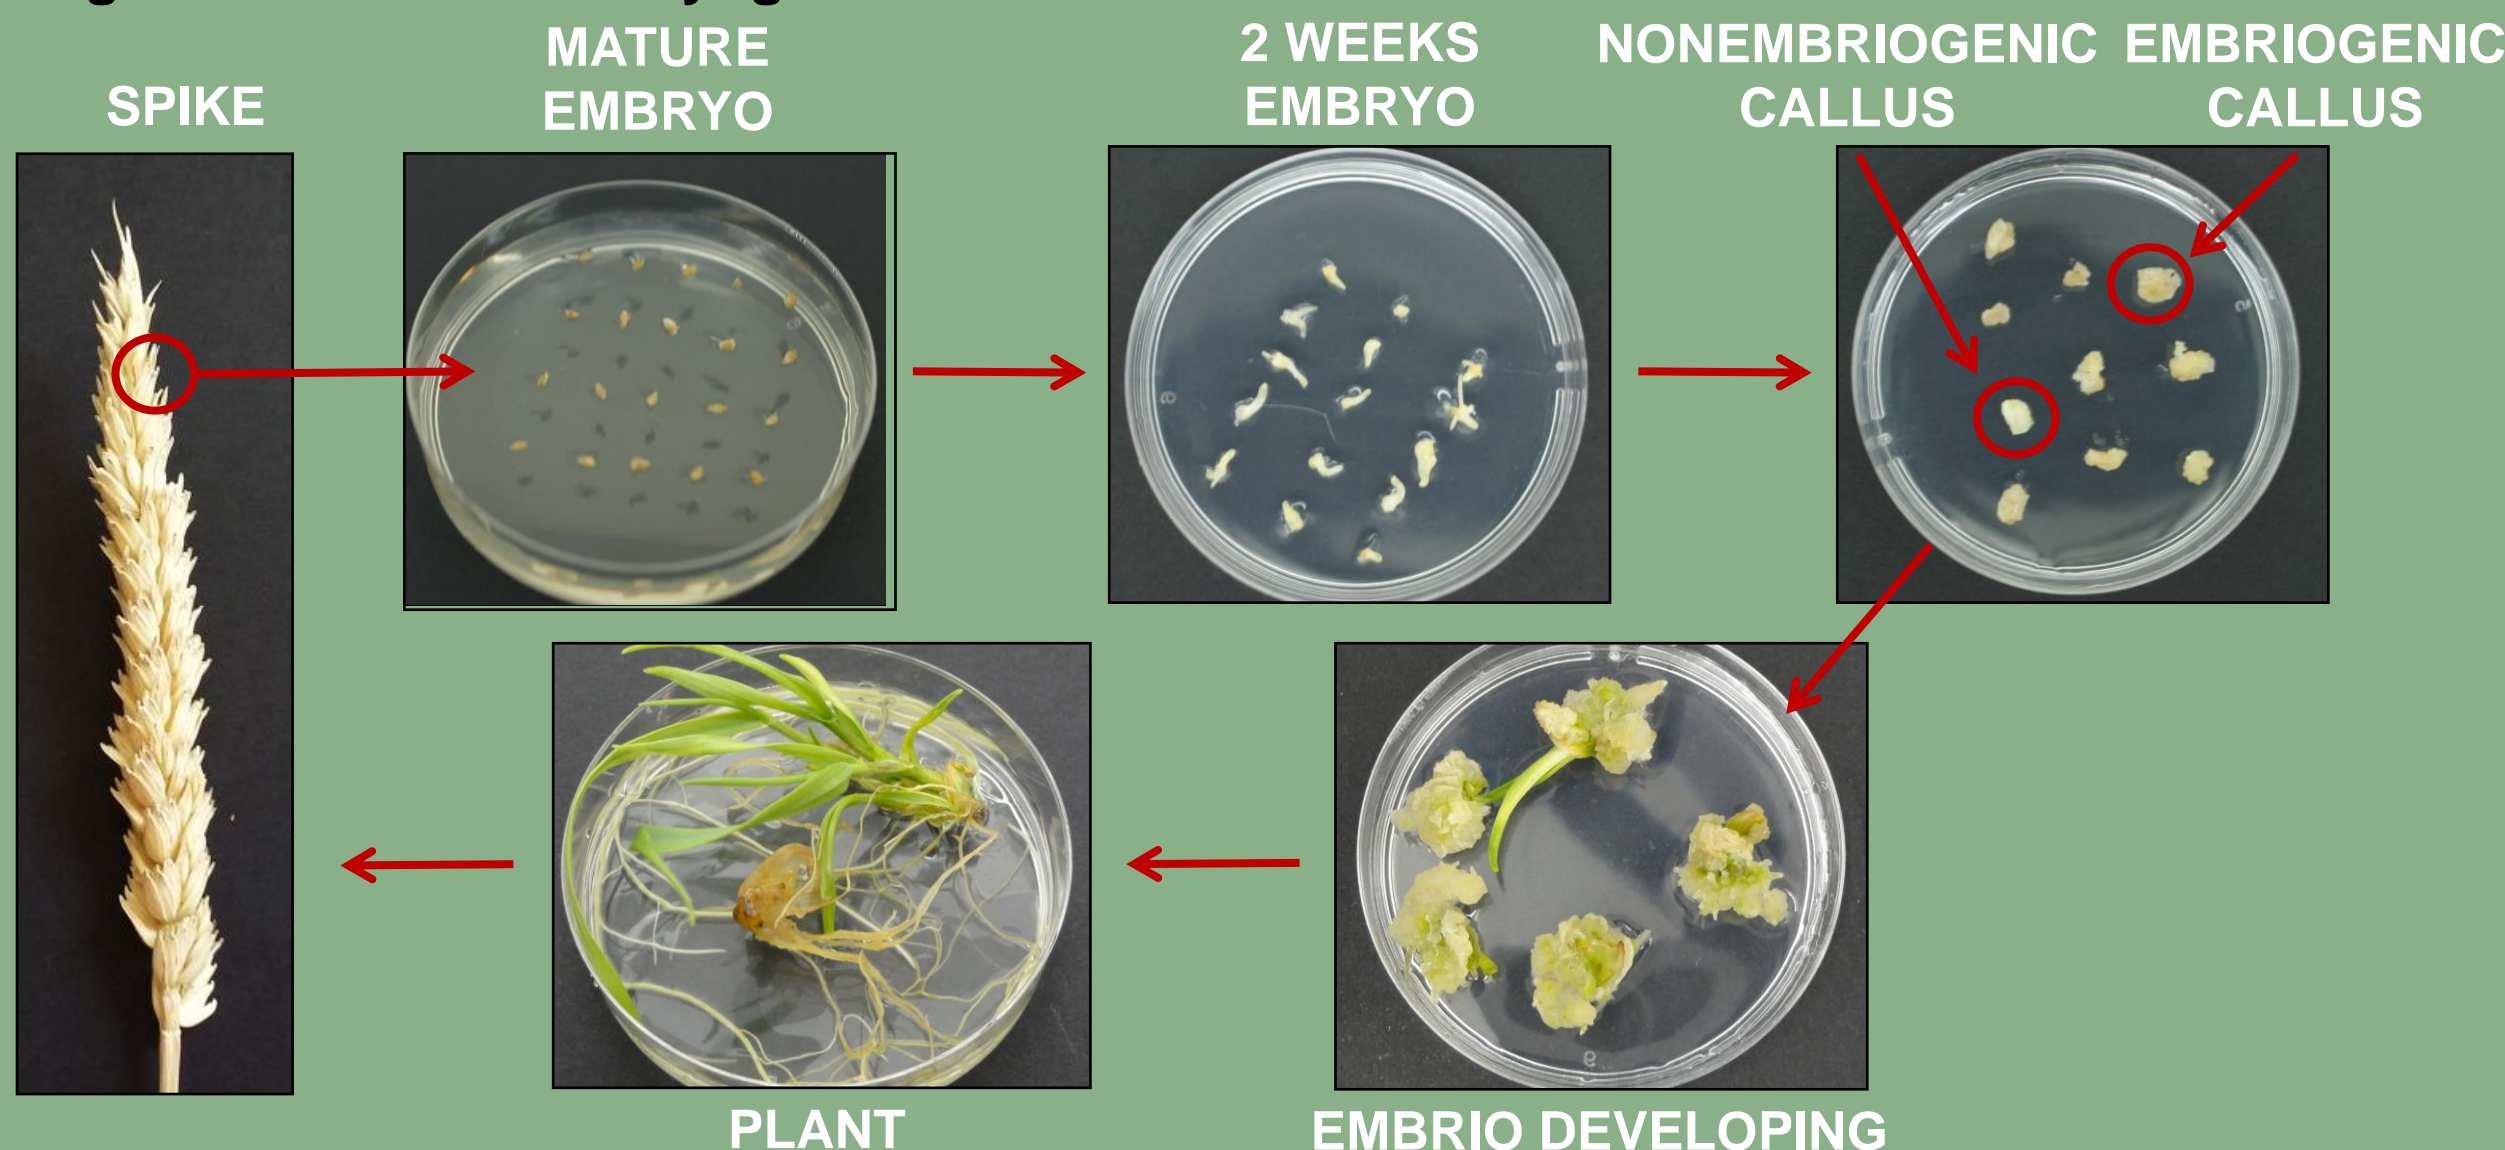 SPIKE
MATURE
EMBRYO
2 WEEKS
EMBRYO
NONEMBRIOGENIC
CALLUS
EMBRIOGENIC
CALLUS
PLANT
EMBRIO DEVELOPING